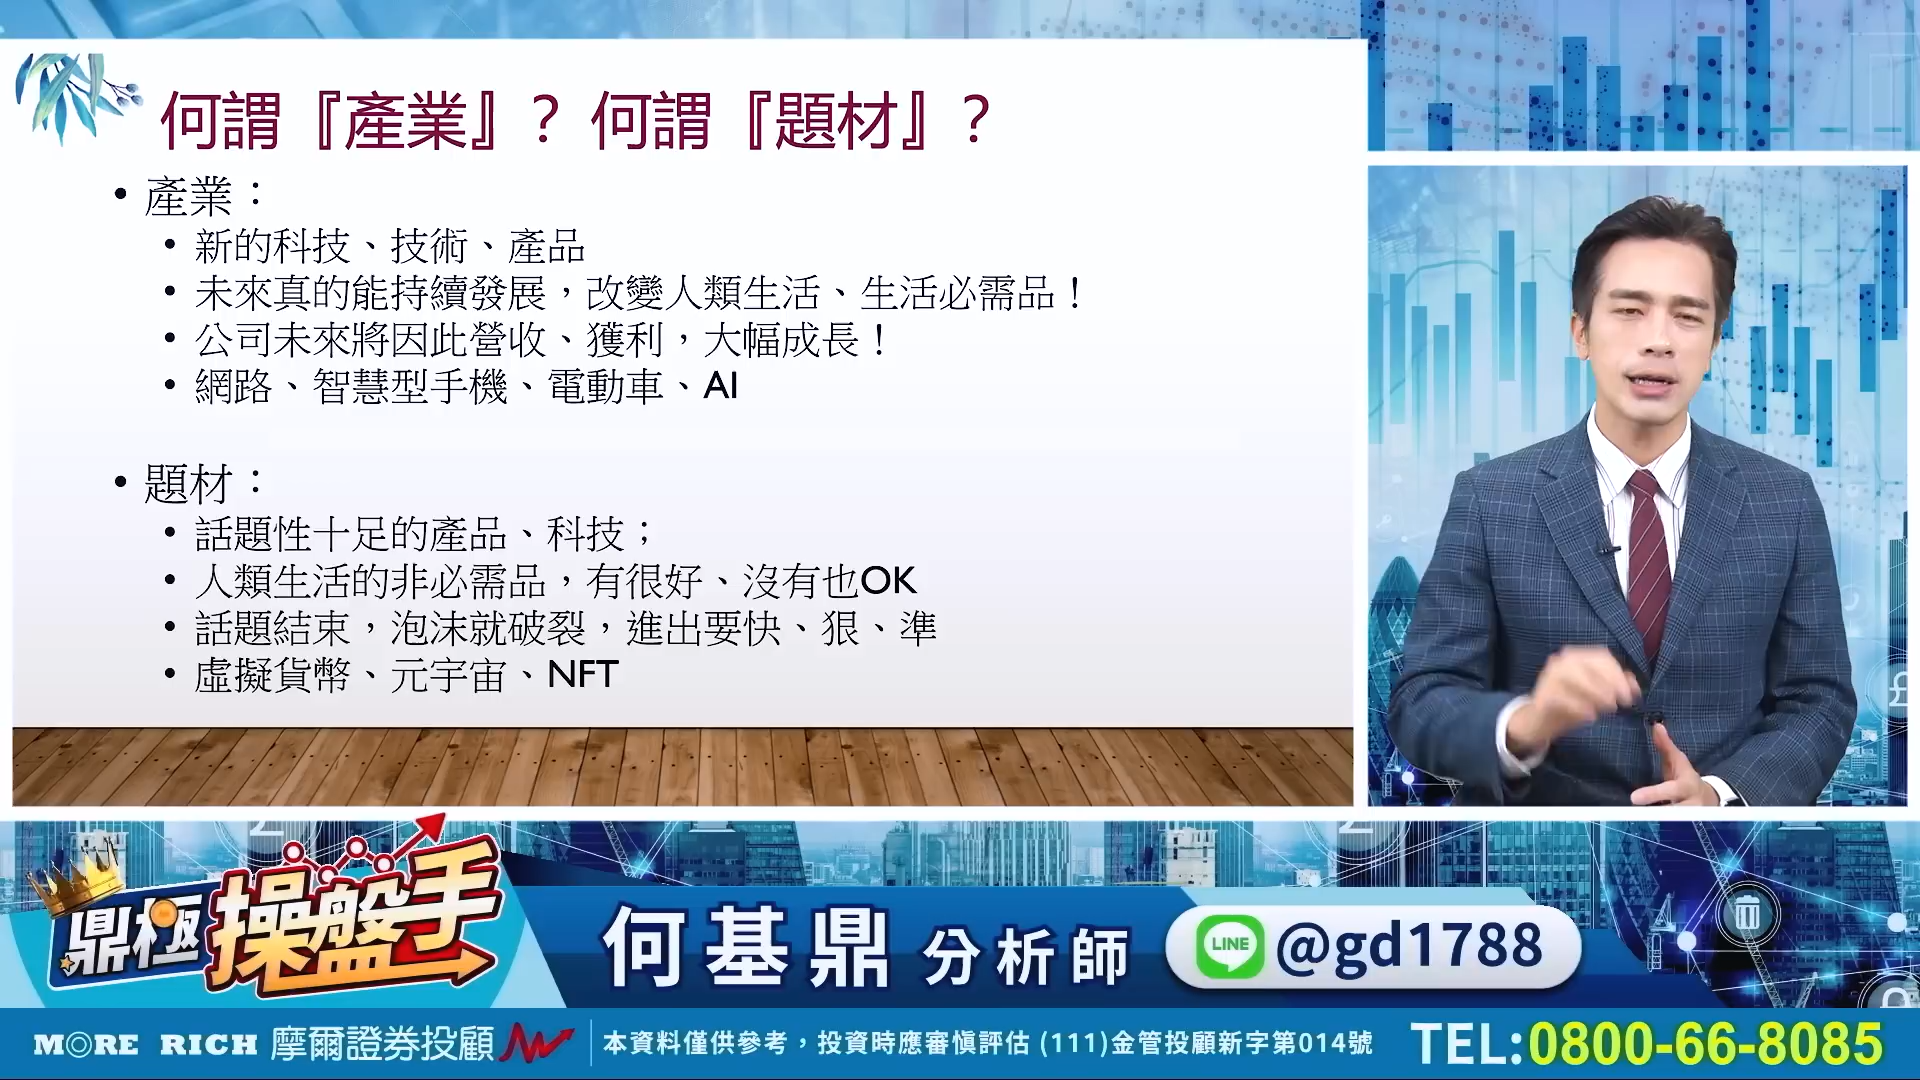 何謂『產業』? 何謂『題材』?
• 產業：
• 新的科技、技術、產品
• 未來真的能持續發展，改變人類生活、生活必需品！
• 公司未來將因此營收、獲利，大幅成長！
• 網路、智慧型手機、電動車、AI
• 題材：
• 話題性十足的產品、科技；
• 人類生活的非必需品，有很好、沒有也OK
• 話題結束，泡沫就破裂，進出要快、狠、準
• 虛擬貨幣、元宇宙、NFT
鼎極操盤手
何基鼎 分析師
LINE @gd1788
MORE RICH 摩爾證券投顧
本資料僅供參考，投資時應審慎評估 (111)金管投顧新字第014號
TEL:0800-66-8085